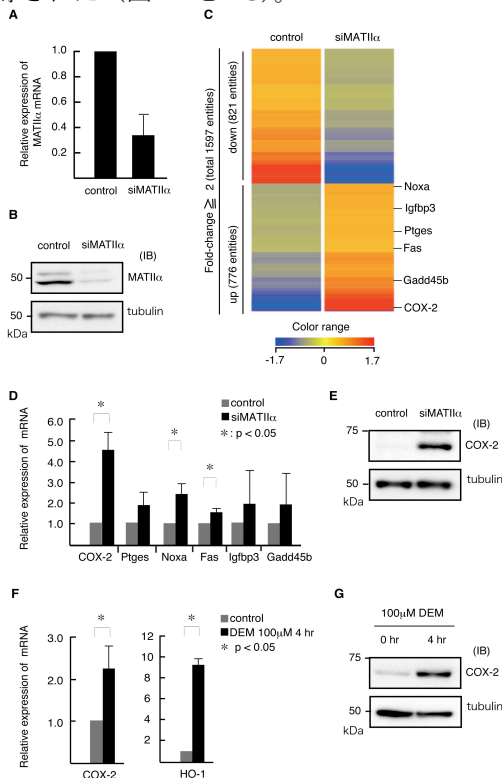 A
Relative expression of
MATIIα mRNA
1.0
0.8
0.6
0.4
0.2
control
siMATIIα
B
control
siMATIIα
(IB)
50
MATIIα
50
tubulin
kDa
C
control
siMATIIα
Fold-change ≧ 2 (total 1597 entities)
down (821 entities)
up (776 entities)
Noxa
Igfbp3
Ptges
Fas
Gadd45b
COX-2
Color range
-1.7
0
1.7
D
Relative expression of mRNA
6.0
5.0
4.0
3.0
2.0
1.0
*
*
*
control
siMATIIα
*: p < 0.05
COX-2
Ptges
Noxa
Fas
Igfbp3
Gadd45b
E
control
siMATIIα
(IB)
75
COX-2
50
tubulin
kDa
F
Relative expression of mRNA
3.0
2.0
1.0
*
COX-2
12
10
8
6
4
2
*
HO-1
control
DEM 100μM 4 hr
* p < 0.05
G
100μM DEM
0 hr
4 hr
(IB)
75
COX-2
50
tubulin
kDa